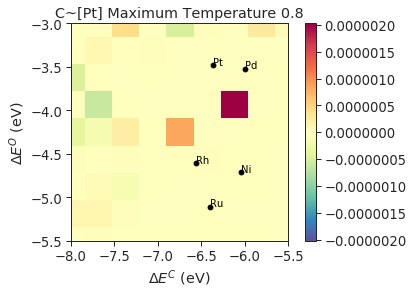 C~[Pt] Maximum Temperature 0.8
−3.0
−3.5
−4.0
−4.5
−5.0
−5.5
ΔE^O (eV)
Pt
Pd
Rh
Ni
Ru
−8.0 −7.5 −7.0 −6.5 −6.0 −5.5
ΔE^C (eV)
0.0000020
0.0000015
0.0000010
0.0000005
0.0000000
−0.0000005
−0.0000010
−0.0000015
−0.0000020